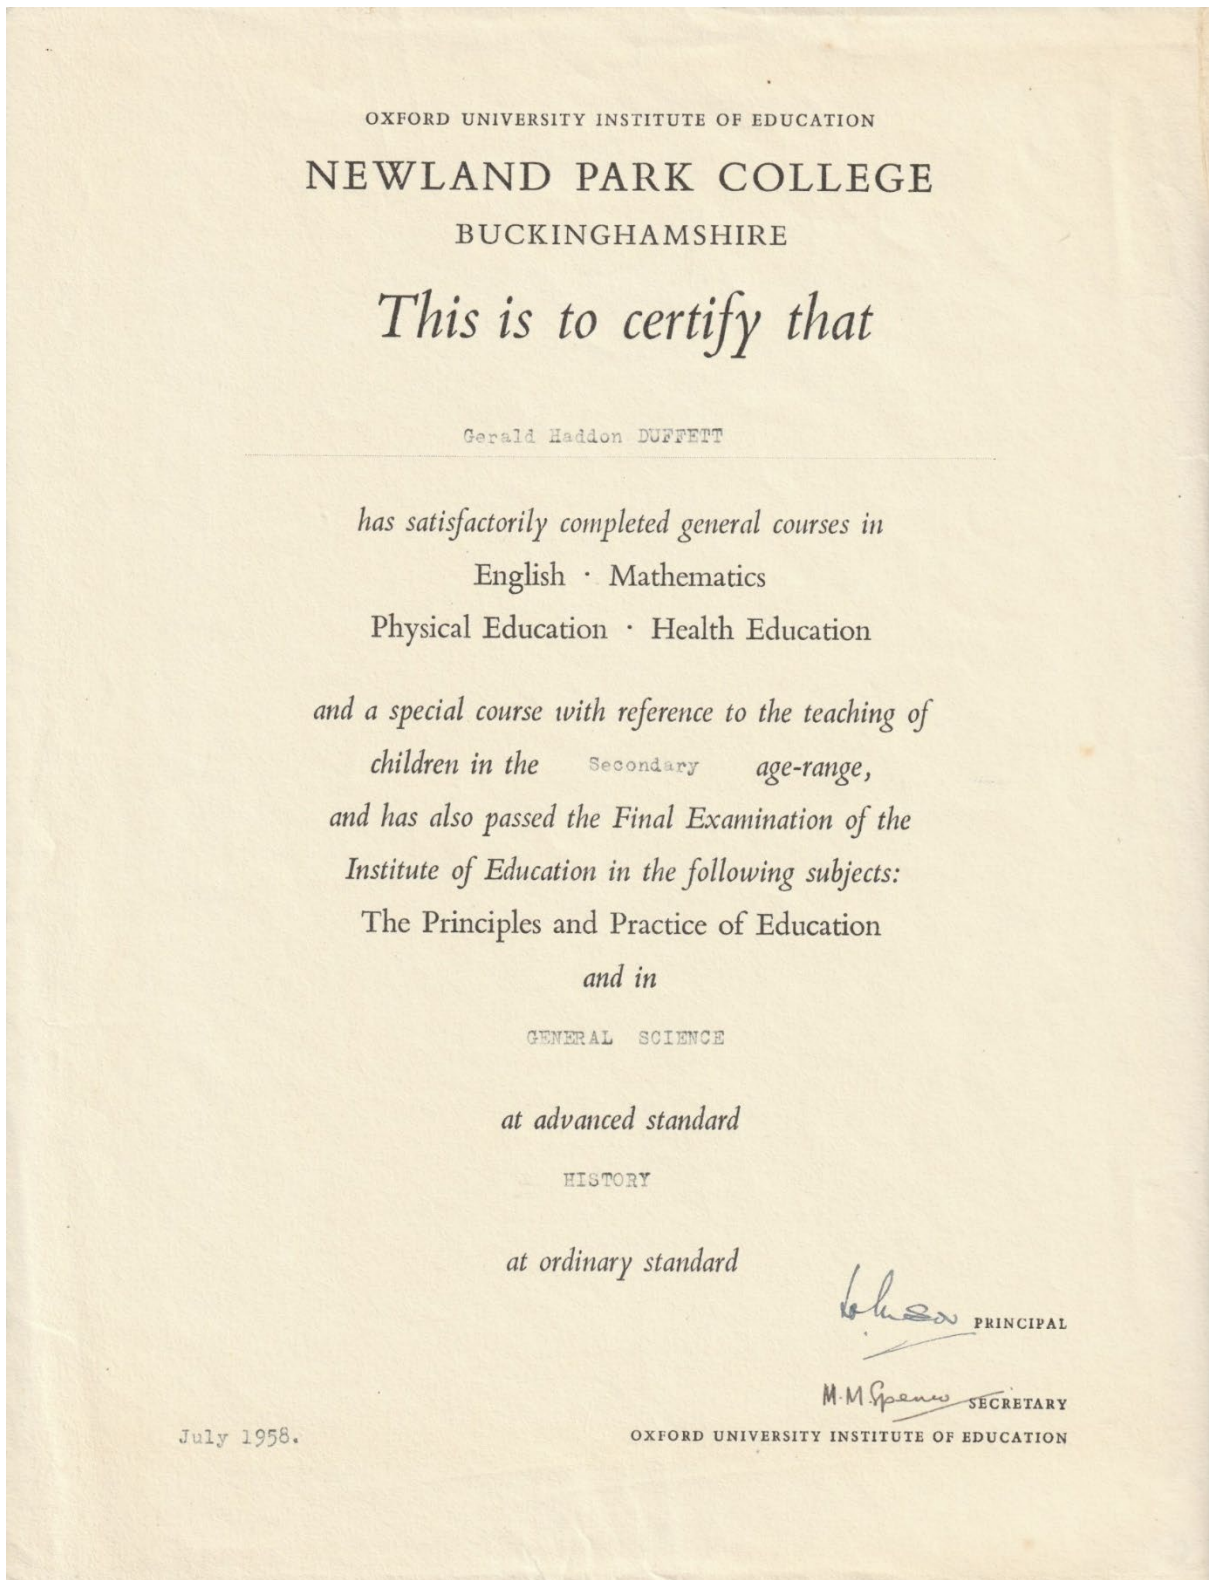 OXFORD UNIVERSITY INSTITUTE OF EDUCATION
NEWLAND PARK COLLEGE
BUCKINGHAMSHIRE
This is to certify that
Gerald Haddon DUFFETT
has satisfactorily completed general courses in
English · Mathematics
Physical Education · Health Education
and a special course with reference to the teaching of
children in the Secondary age-range,
and has also passed the Final Examination of the
Institute of Education in the following subjects:
The Principles and Practice of Education
and in
GENERAL SCIENCE
at advanced standard
HISTORY
at ordinary standard
PRINCIPAL
M. M. SECRETARY
July 1958. OXFORD UNIVERSITY INSTITUTE OF EDUCATION